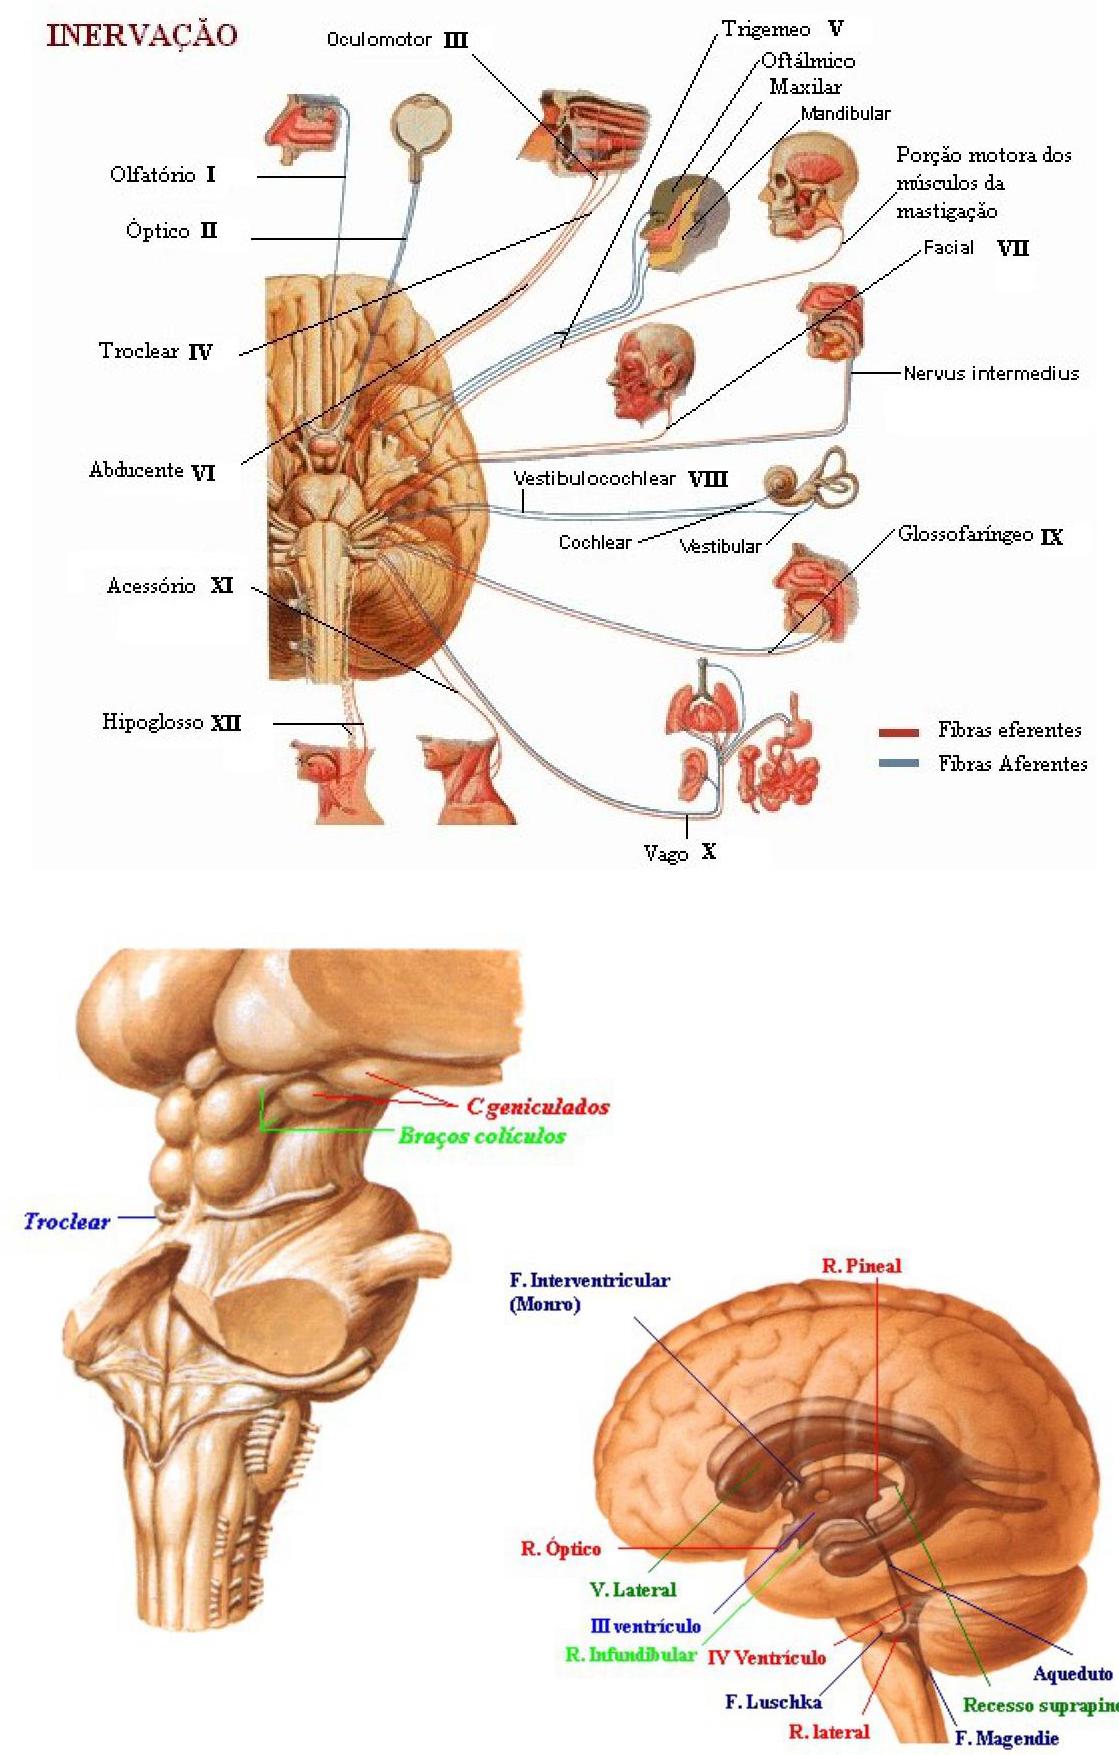 INERVAÇÃO
Oculomotor III
Trigemeo V
Oftálmico
Maxilar
Mandibular
Porção motora dos
músculos da
mastigação
Olfatório I
Óptico II
Facial VII
Troclear IV
Nervus intermedius
Abducente VI
Vestibulocochlear VIII
Cochlear
Vestibular
Glossofaríngeo IX
Acessório XI
Hipoglosso XII
Fibras eferentes
Fibras Aferentes
Vago X
C geniculados
Braços colículos
Troclear
F. Interventricular
(Monro)
R. Pineal
R. Óptico
V. Lateral
III ventrículo
R. Infundibular
IV Ventrículo
Aqueduto
F. Luschka
Recesso suprapine
R. lateral
F. Magendie